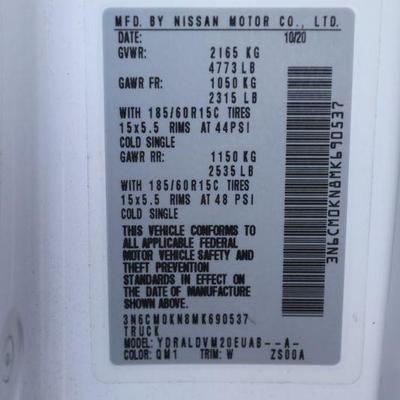 MFD. BY NISSAN MOTOR CO., LTD.
DATE: 10/20
GVWR: 2165 KG
4773 LB
GAWR FR: 1050 KG
2315 LB
WITH 185/60R15C TIRES
15x5.5 RIMS AT 44PSI
COLD SINGLE
GAWR RR: 1150 KG
2535 LB
WITH 185/60R15C TIRES
15x5.5 RIMS AT 48 PSI
COLD SINGLE
THIS VEHICLE CONFORMS TO
ALL APPLICABLE FEDERAL
MOTOR VEHICLE SAFETY AND
THEFT PREVENTION
STANDARDS IN EFFECT ON
THE DATE OF MANUFACTURE
SHOWN ABOVE.
3N6CM0KN8MK690537
TRUCK
MODEL: YDRALDVM20EUAB--A-
COLOR: QM1 TRIM: W ZS00A
3N6CM0KN8MK690537